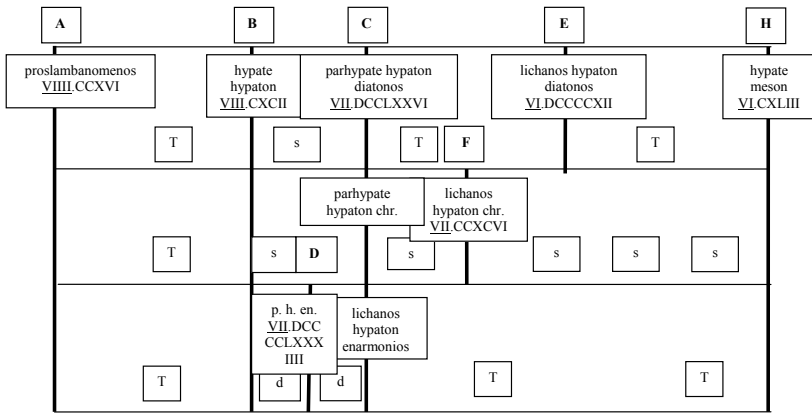 A B C E H
proslambanomenos
VIIII.CCXVI
hypate
hypaton
VIII.CXCII
parhypate hypaton
diatonos
VII.DCCLXXVI
lichanos hypaton
diatonos
VI.DCCCCXII
hypate
meson
VI.CXLIII
T s T F T
parhypate
hypaton chr.
lichanos
hypaton chr.
VII.CCXCVI
T s D s s s s
p. h. en.
VII.DCC
CCLXXX
IIII
lichanos
hypaton
enarmonios
T d d T T